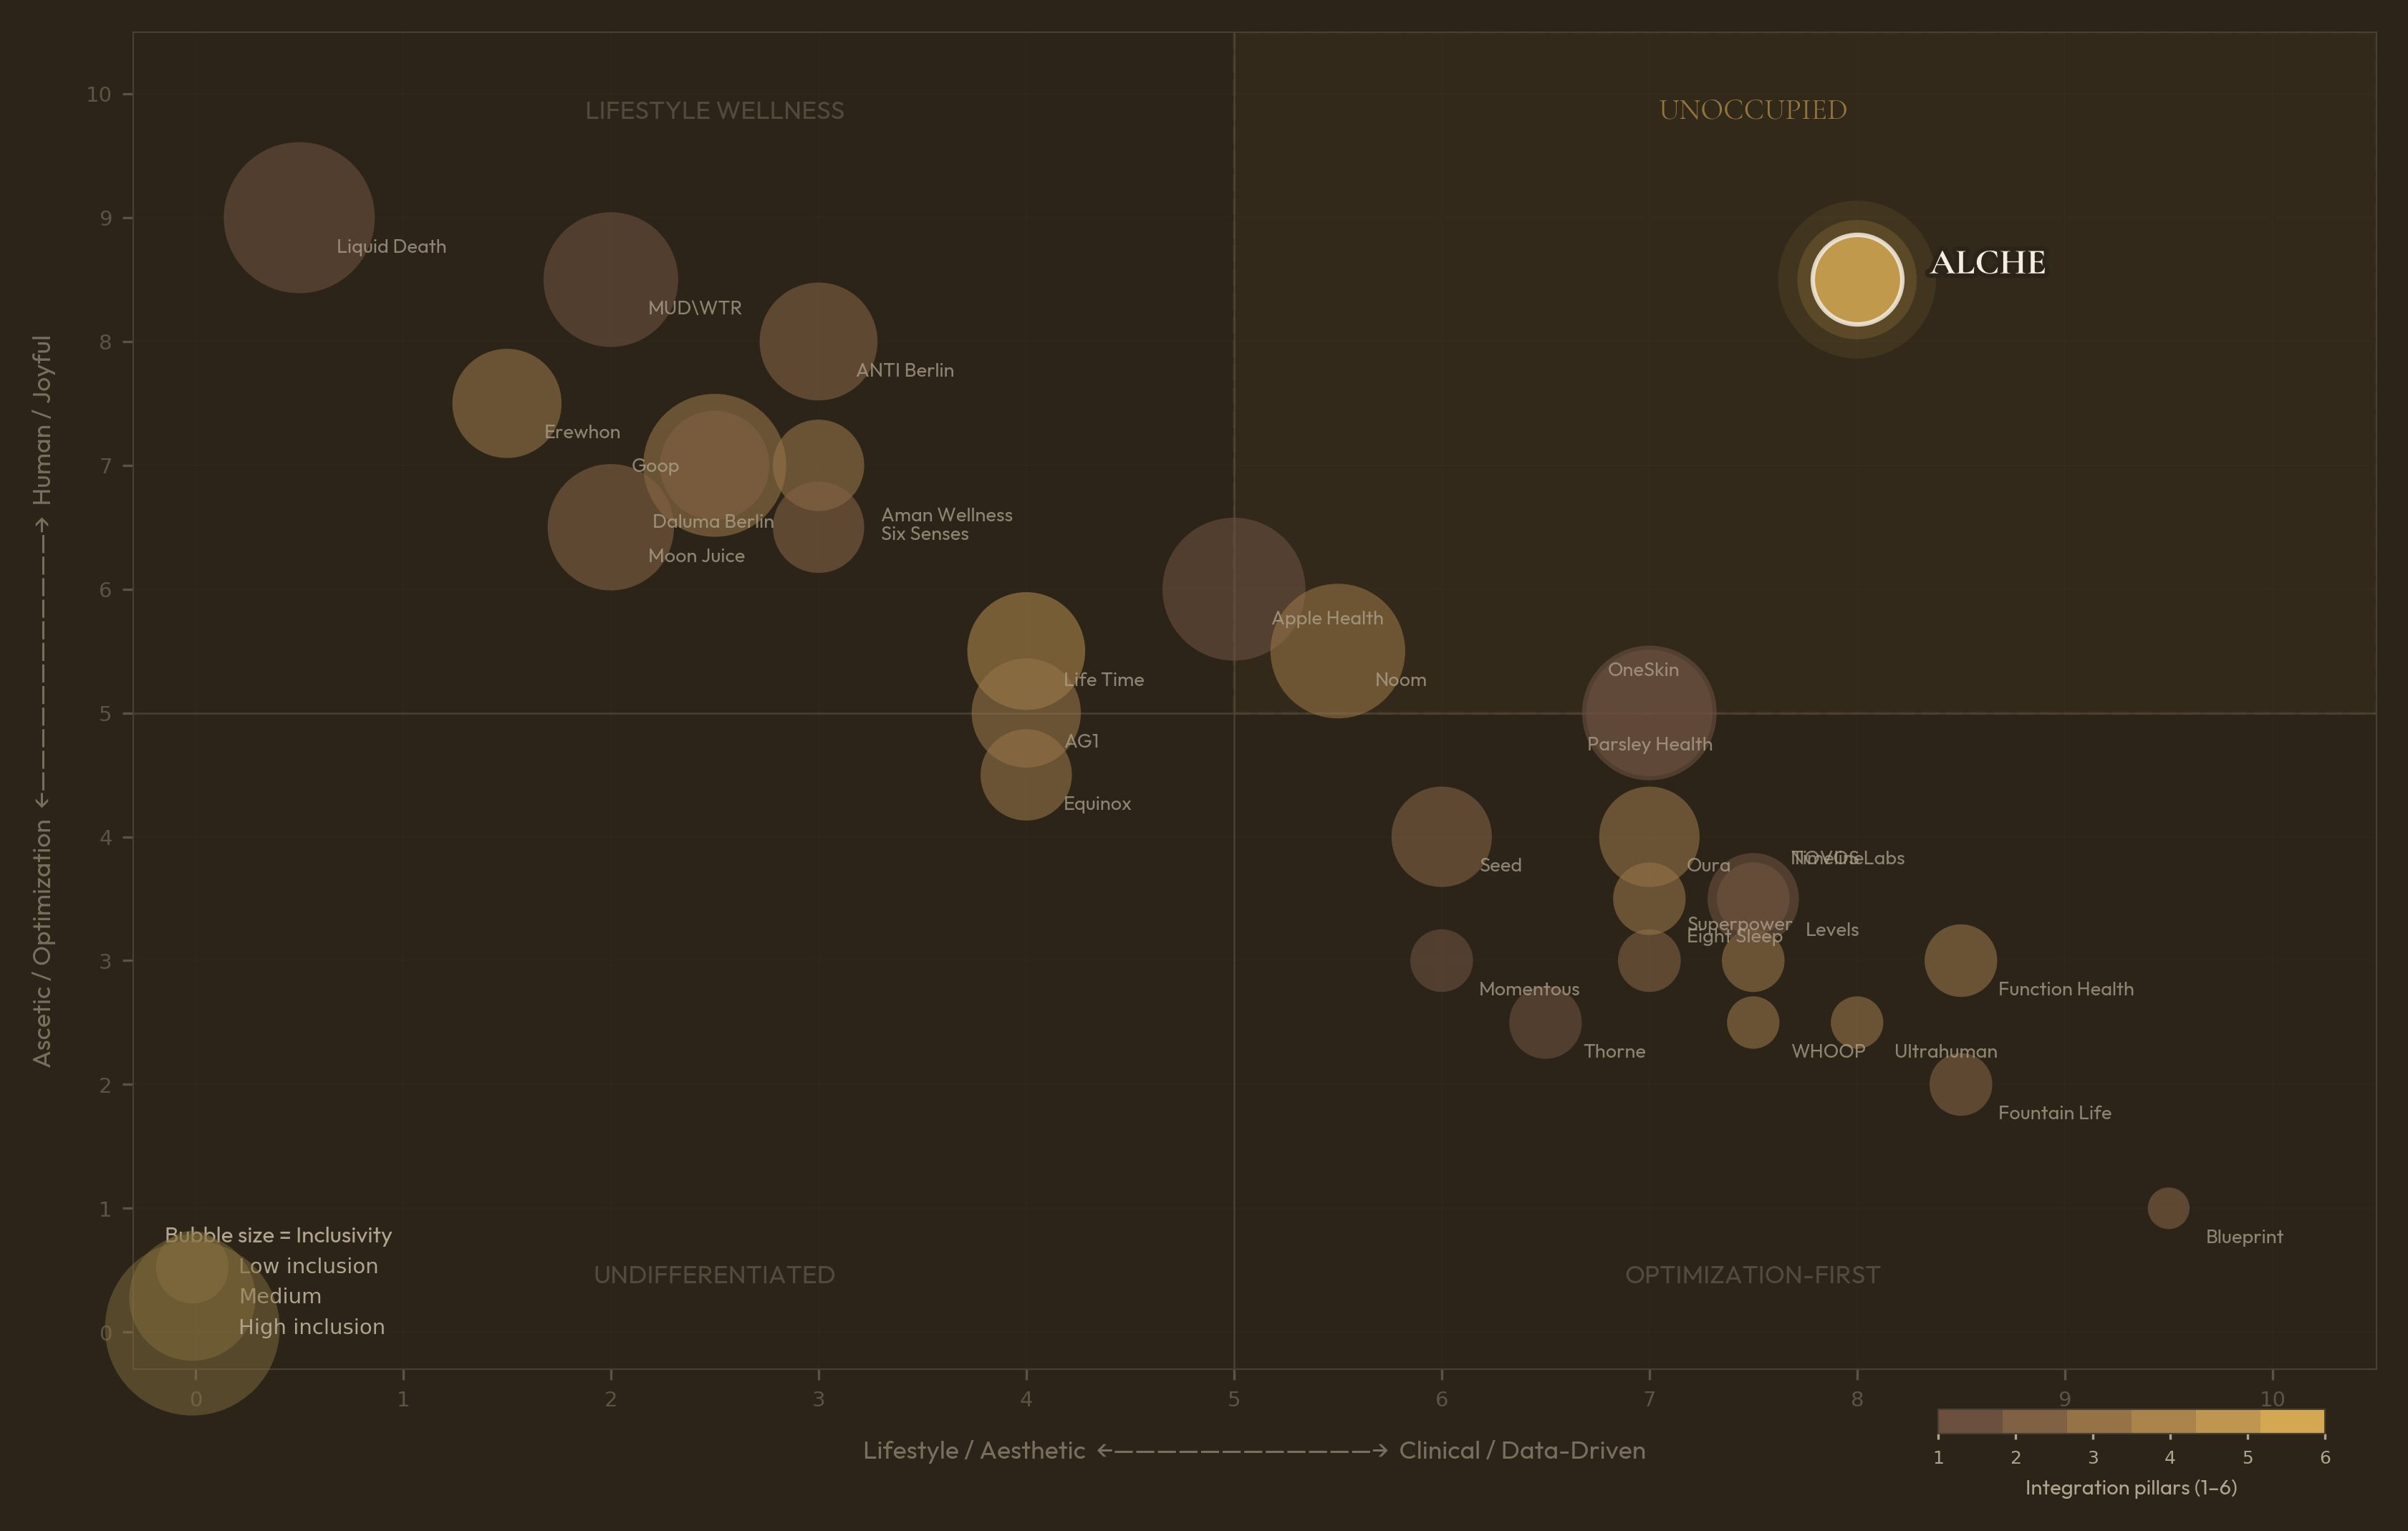 10
9
8
7
6
5
4
3
2
1
0
Ascetic / Optimization ←——————————————→ Human / Joyful
LIFESTYLE WELLNESS
UNOCCUPIED
Liquid Death
ALCHE
MUD\WTR
ANTI Berlin
Erewhon
Goop
Daluma Berlin
Aman Wellness
Six Senses
Moon Juice
Apple Health
Life Time
Noom
OneSkin
AG1
Parsley Health
Equinox
Seed
Oura
NOVOS Labs
Timeline
Superpower
Eight Sleep
Levels
Momentous
Function Health
Thorne
WHOOP
Ultrahuman
Fountain Life
Blueprint
Bubble size = Inclusivity
Low inclusion
Medium
High inclusion
UNDIFFERENTIATED
OPTIMIZATION-FIRST
0 1 2 3 4 5 6 7 8 9 10
Lifestyle / Aesthetic ←——————————————→ Clinical / Data-Driven
1 2 3 4 5 6
Integration pillars (1–6)